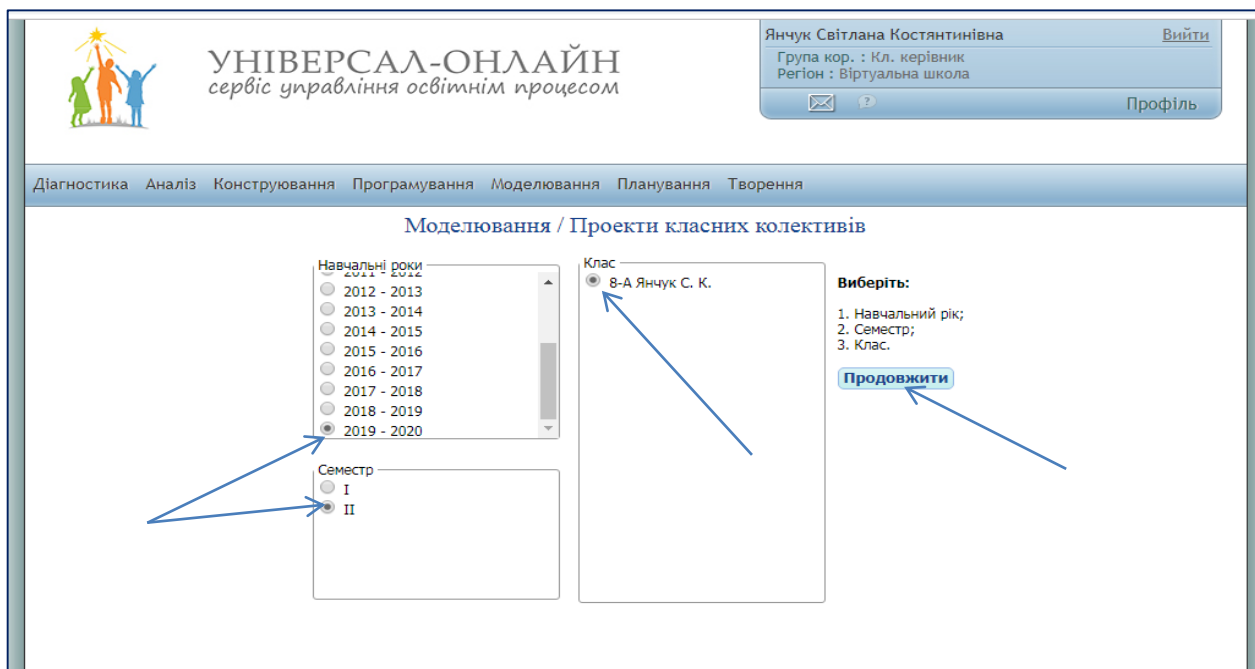 УНІВЕРСАЛ-ОНЛАЙН
сервіс управління освітнім процесом
Янчук Світлана Костянтинівна Вийти
Група кор. : Кл. керівник
Регіон : Віртуальна школа
Профіль
Діагностика Аналіз Конструювання Програмування Моделювання Планування Творення
Моделювання / Проекти класних колективів
Навчальні роки
2011 - 2012
2012 - 2013
2013 - 2014
2014 - 2015
2015 - 2016
2016 - 2017
2017 - 2018
2018 - 2019
2019 - 2020
Семестр
I
II
Клас
8-А Янчук С. К.
Виберіть:
1. Навчальний рік;
2. Семестр;
3. Клас.
Продовжити